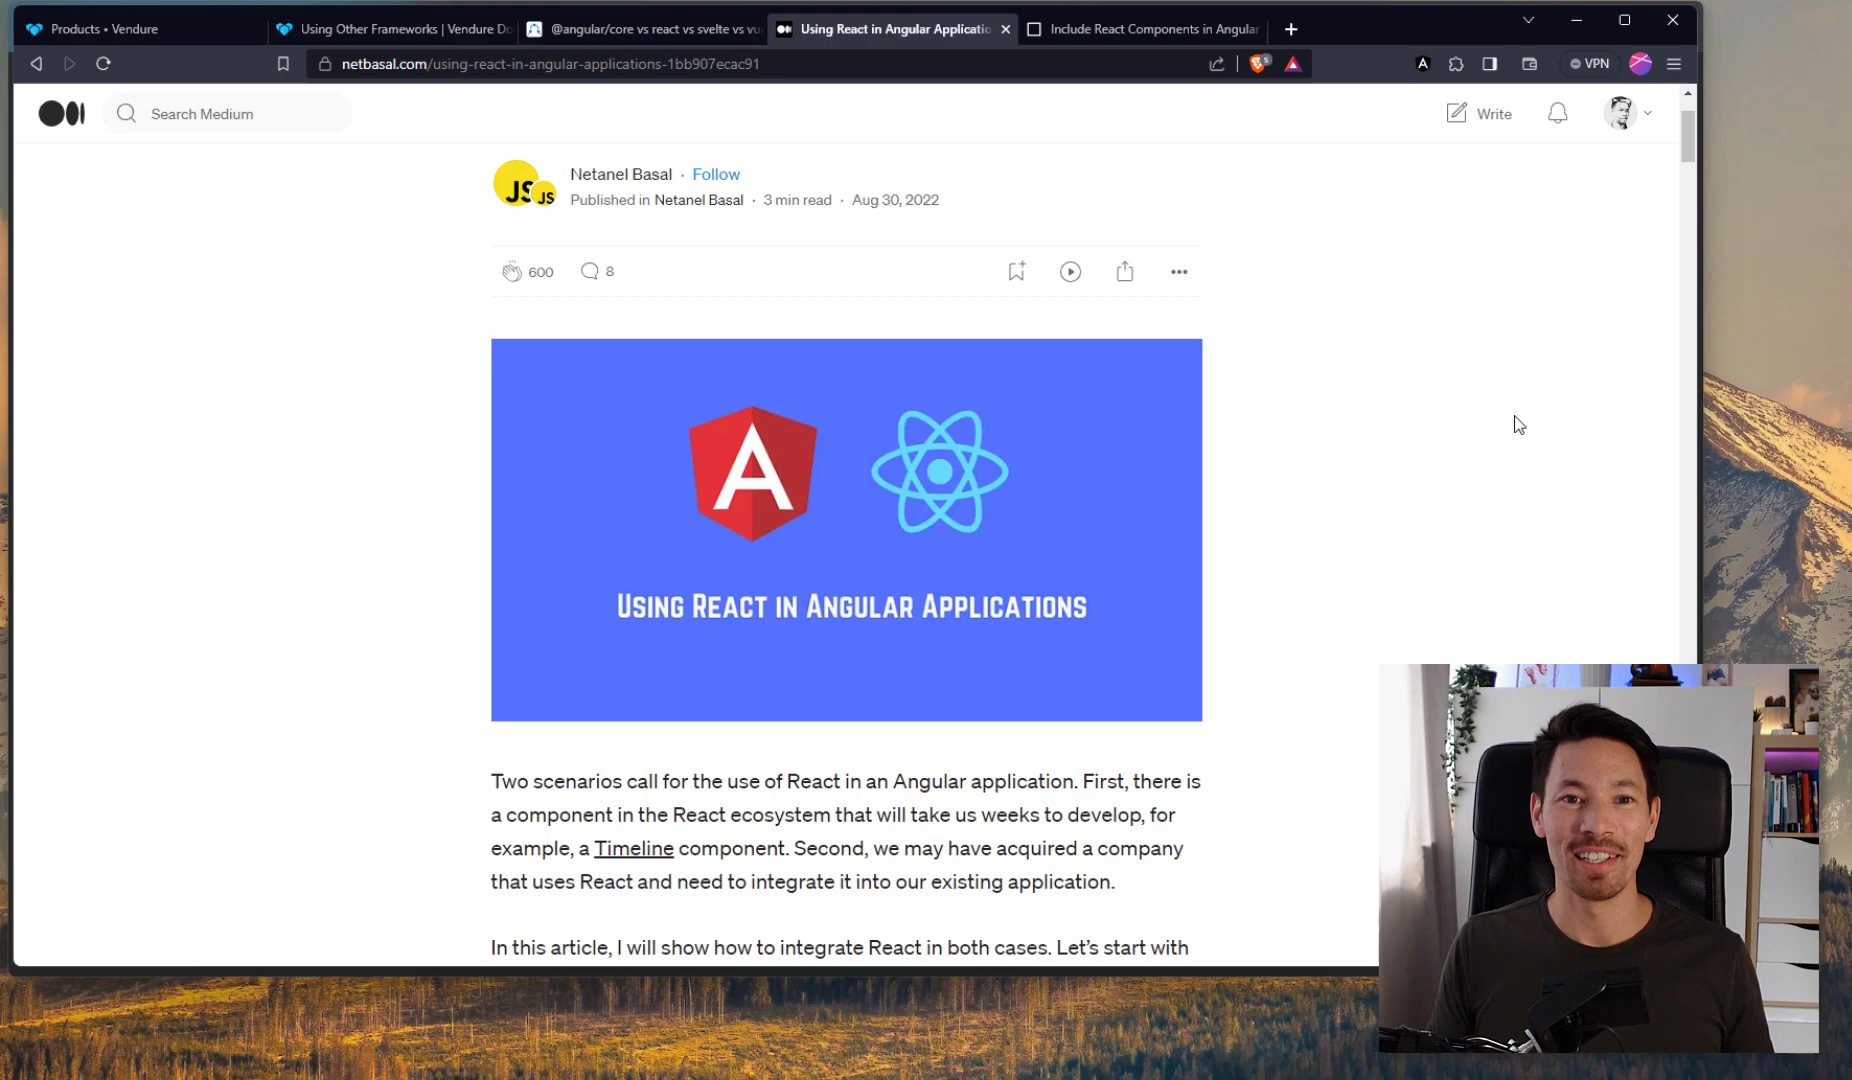 Products • Vendure
Using Other Frameworks | Vendure Do
@angular/core vs react vs svelte vs vu
Using React in Angular Applicatio
Include React Components in Angular
netbasal.com/using-react-in-angular-applications-1bb907ecac91
5
VPN
Search Medium
Write
JS
JS
Netanel Basal · Follow
Published in Netanel Basal · 3 min read · Aug 30, 2022
600
8
A
USING REACT IN ANGULAR APPLICATIONS
Two scenarios call for the use of React in an Angular application. First, there is
a component in the React ecosystem that will take us weeks to develop, for
example, a Timeline component. Second, we may have acquired a company
that uses React and need to integrate it into our existing application.
In this article, I will show how to integrate React in both cases. Let’s start with